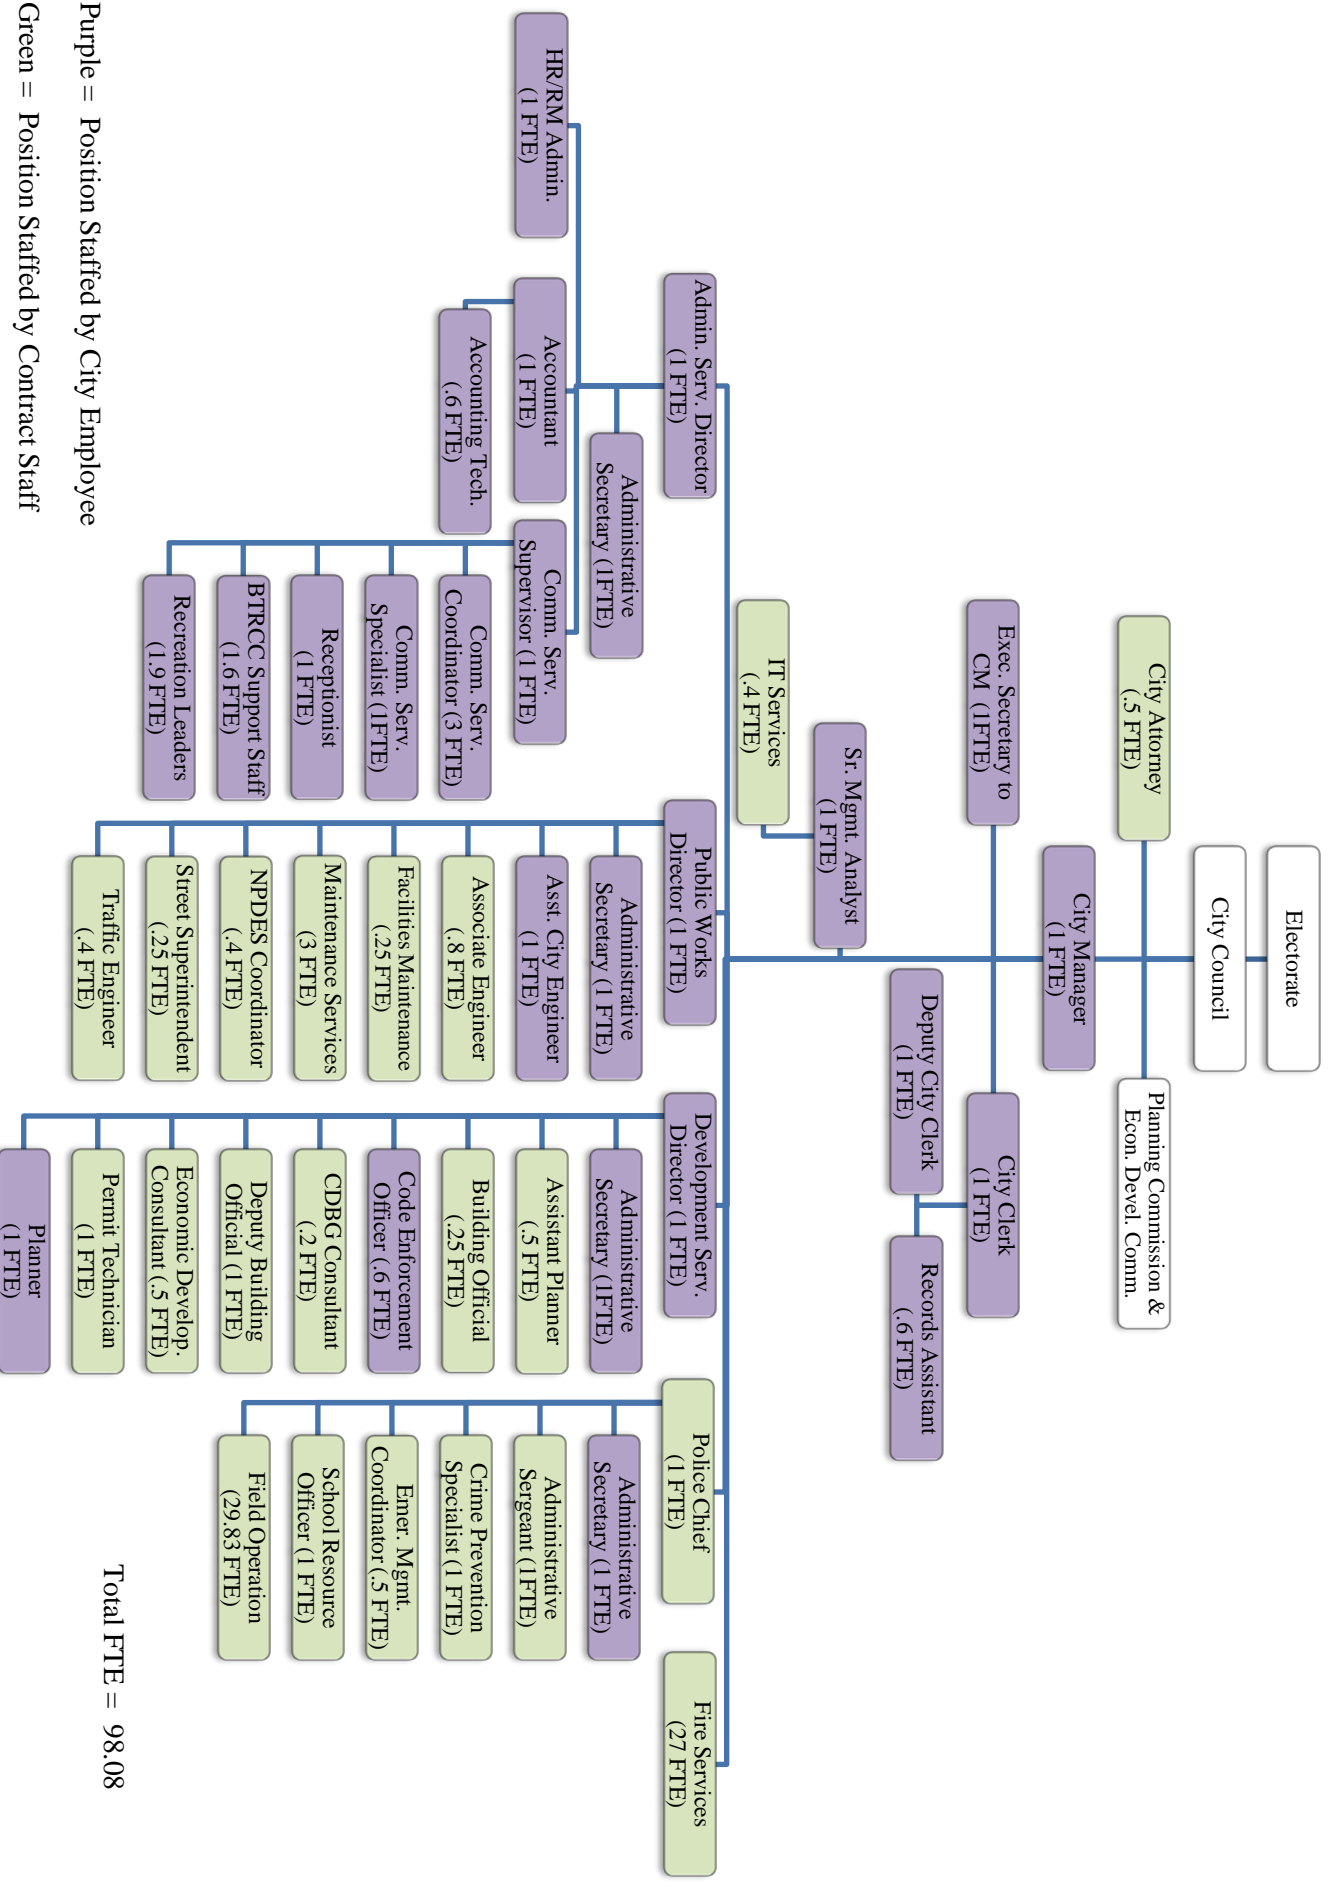 Electorate
City Council
City Attorney
(.5 FTE)
Planning Commission &
Econ. Devel. Comm.
City Manager
(1 FTE)
Exec. Secretary to
CM (1FTE)
City Clerk
(1 FTE)
Deputy City Clerk
(1 FTE)
Records Assistant
(.6 FTE)
Sr. Mgmt. Analyst
(1 FTE)
IT Services
(.4 FTE)
Admin. Serv. Director
(1 FTE)
Administrative
Secretary (1FTE)
HR/RM Admin.
(1 FTE)
Accountant
(1 FTE)
Accounting Tech.
(.6 FTE)
Comm. Serv.
Supervisor (1 FTE)
Comm. Serv.
Coordinator (3 FTE)
Comm. Serv.
Specialist (1FTE)
Receptionist
(1 FTE)
BTRCC Support Staff
(1.6 FTE)
Recreation Leaders
(1.9 FTE)
Public Works
Director (1 FTE)
Administrative
Secretary (1 FTE)
Asst. City Engineer
(1 FTE)
Associate Engineer
(.8 FTE)
Facilities Maintenance
(.25 FTE)
Maintenance Services
(3 FTE)
NPDES Coordinator
(.4 FTE)
Street Superintendent
(.25 FTE)
Traffic Engineer
(.4 FTE)
Development Serv.
Director (1 FTE)
Administrative
Secretary (1FTE)
Assistant Planner
(.5 FTE)
Building Official
(.25 FTE)
Code Enforcement
Officer (.6 FTE)
CDBG Consultant
(.2 FTE)
Deputy Building
Official (1 FTE)
Economic Develop.
Consultant (.5 FTE)
Permit Technician
(1 FTE)
Planner
(1 FTE)
Police Chief
(1 FTE)
Administrative
Secretary (1 FTE)
Administrative
Sergeant (1FTE)
Crime Prevention
Specialist (1 FTE)
Emer. Mgmt.
Coordinator (.5 FTE)
School Resource
Officer (1 FTE)
Field Operation
(29.83 FTE)
Fire Services
(27 FTE)
Total FTE = 98.08
Purple = Position Staffed by City Employee
Green = Position Staffed by Contract Staff